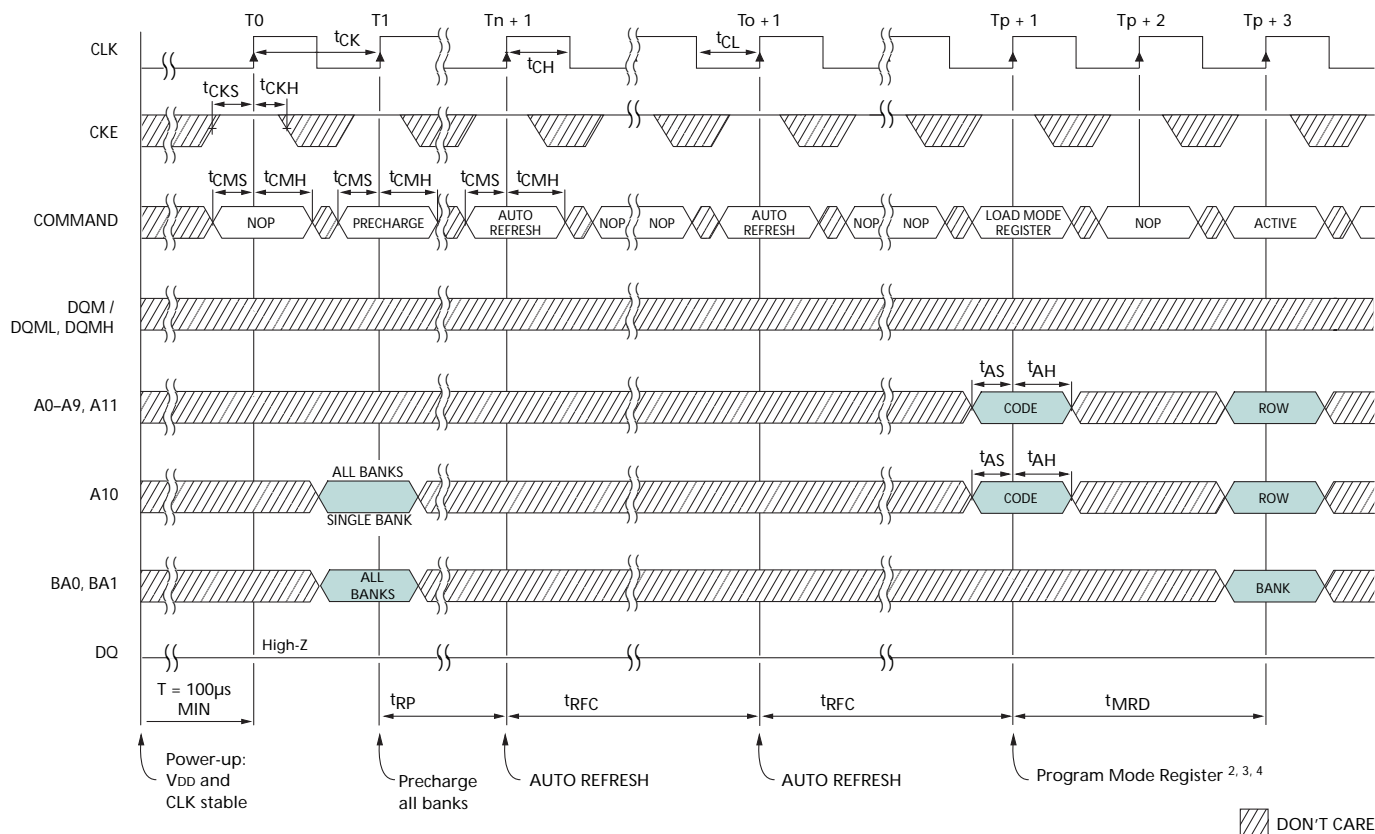 T0 T1 Tn + 1 To + 1 Tp + 1 Tp + 2 Tp + 3
CLK
tCK
tCH
tCL
tCKS tCKH
CKE
tCMS tCMH tCMS tCMH tCMS tCMH
COMMAND
NOP
PRECHARGE
AUTO
REFRESH
NOP
NOP
AUTO
REFRESH
NOP
NOP
LOAD MODE
REGISTER
NOP
ACTIVE
DQM /
DQML, DQMH
tAS tAH
A0–A9, A11
CODE
ROW
tAS tAH
ALL BANKS
A10
SINGLE BANK
CODE
ROW
BA0, BA1
ALL
BANKS
BANK
DQ
High-Z
T = 100µs
MIN
tRP
tRFC
tRFC
tMRD
Power-up:
VDD and
CLK stable
Precharge
all banks
AUTO REFRESH
AUTO REFRESH
Program Mode Register 2, 3, 4
DON'T CARE